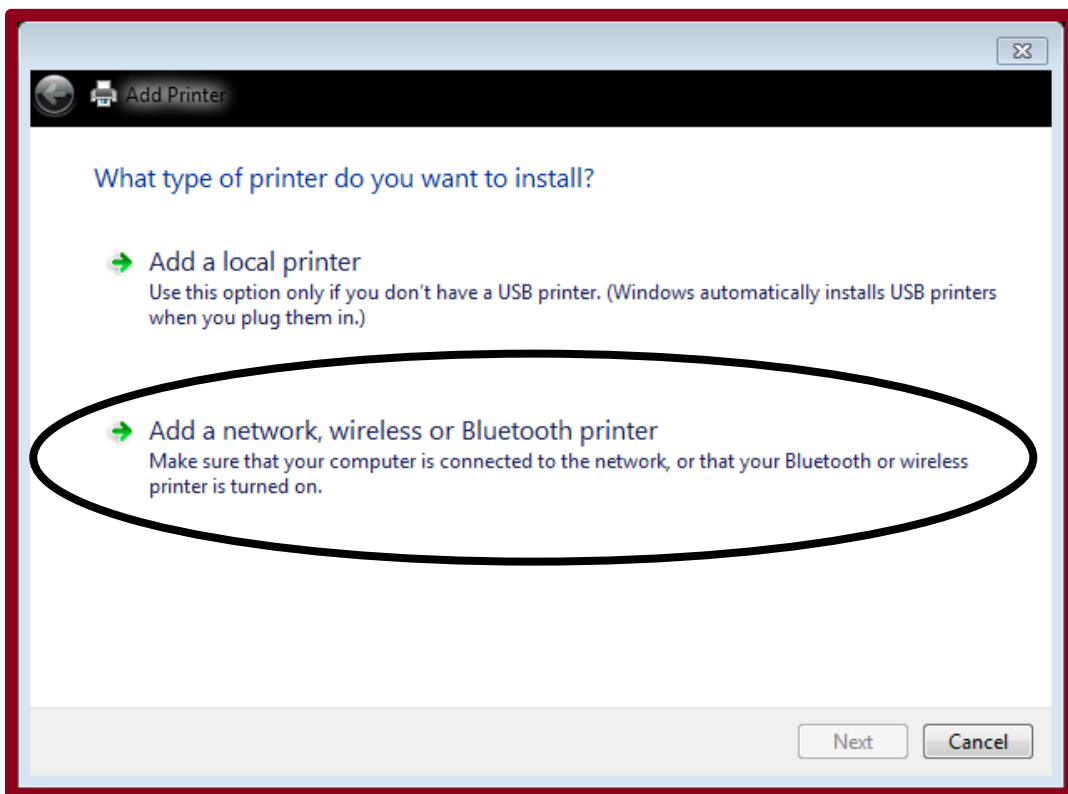 Add Printer
What type of printer do you want to install?
Add a local printer
Use this option only if you don't have a USB printer. (Windows automatically installs USB printers
when you plug them in.)
Add a network, wireless or Bluetooth printer
Make sure that your computer is connected to the network, or that your Bluetooth or wireless
printer is turned on.
Next
Cancel